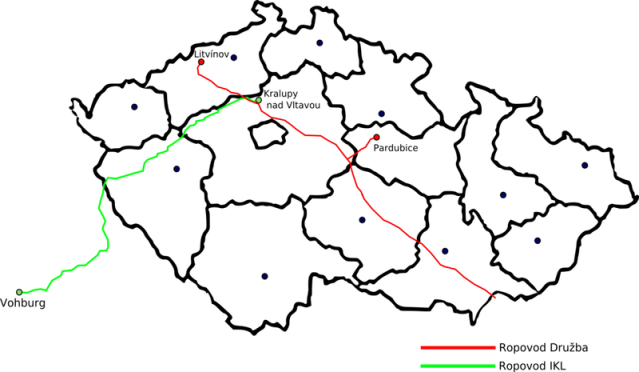 Litvínov
Kralupy
nad Vltavou
Pardubice
Vohburg
Ropovod Družba
Ropovod IKL